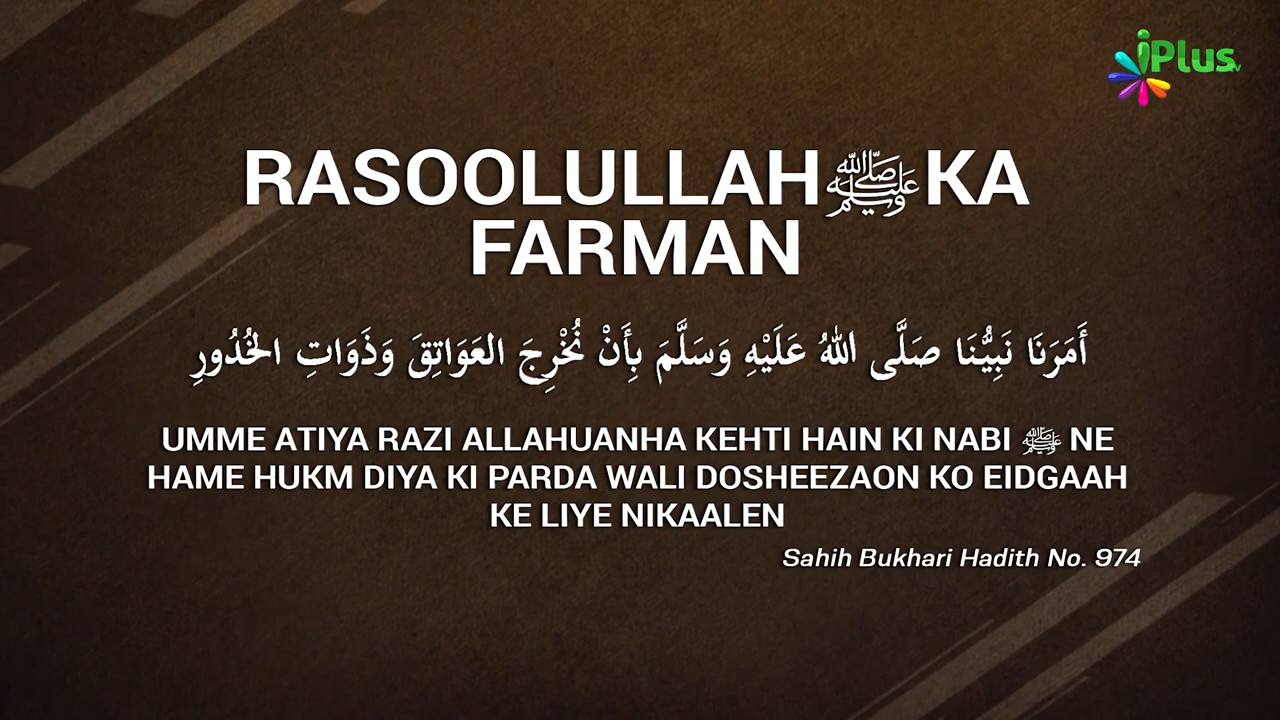 iPlus tv
RASOOLULLAH ﷺ KA
FARMAN
أَمَرَنَا نَبِيُّنَا صَلَّى اللهُ عَلَيْهِ وَسَلَّمَ بِأَنْ نُخْرِجَ العَوَاتِقَ وَذَوَاتِ الخُدُورِ
UMME ATIYA RAZI ALLAHUANHA KEHTI HAIN KI NABI ﷺ NE
HAME HUKM DIYA KI PARDA WALI DOSHEEZAON KO EIDGAAH
KE LIYE NIKAALEN
Sahih Bukhari Hadith No. 974